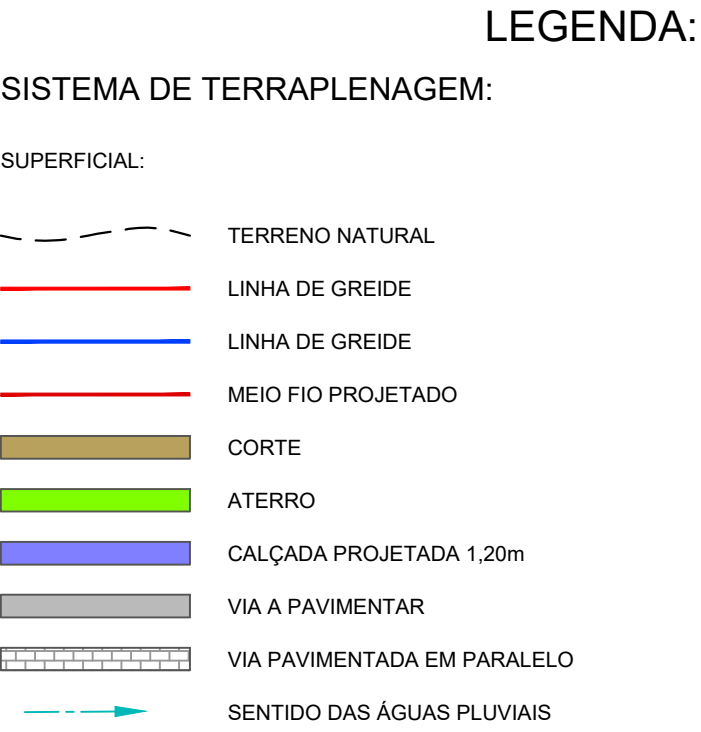 LEGENDA:
SISTEMA DE TERRAPLENAGEM:
SUPERFICIAL:
TERRENO NATURAL
LINHA DE GREIDE
LINHA DE GREIDE
MEIO FIO PROJETADO
CORTE
ATERRO
CALÇADA PROJETADA 1,20m
VIA A PAVIMENTAR
VIA PAVIMENTADA EM PARALELO
SENTIDO DAS ÁGUAS PLUVIAIS